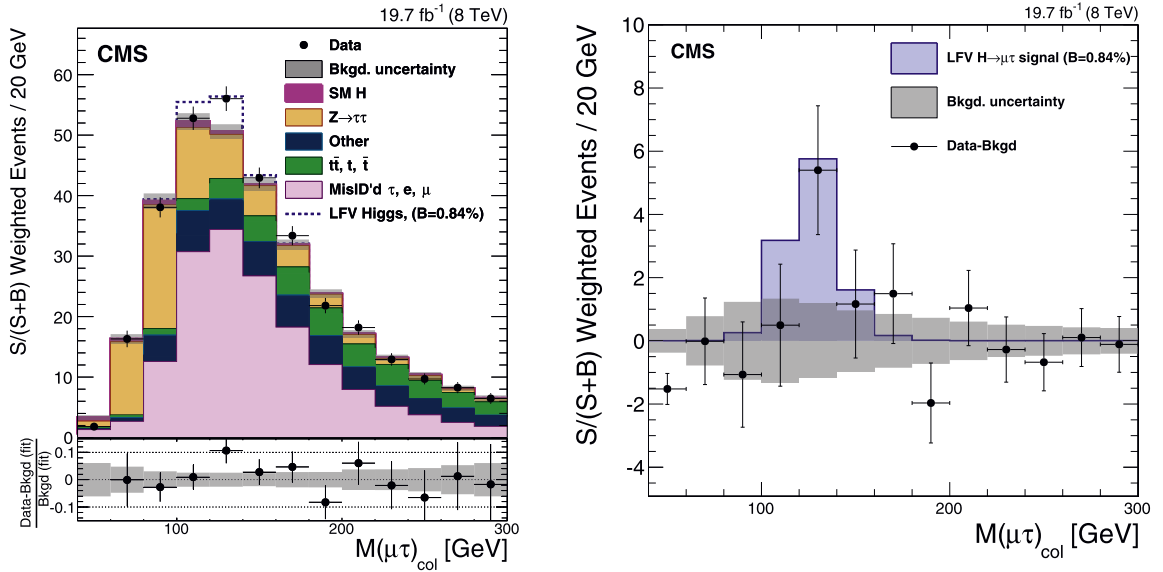 19.7 fb⁻¹ (8 TeV)
CMS
Data
Bkgd. uncertainty
SM H
Z→ττ
Other
tt̄, t, t̄
MisID'd τ, e, μ
LFV Higgs, (B=0.84%)
S/(S+B) Weighted Events / 20 GeV
60
50
40
30
20
10
0
Data-Bkgd (fit)
Bkgd (fit)
0.1
0
-0.1
100
200
300
M(μτ)col [GeV]
19.7 fb⁻¹ (8 TeV)
CMS
LFV H→μτ signal (B=0.84%)
Bkgd. uncertainty
Data-Bkgd
S/(S+B) Weighted Events / 20 GeV
10
8
6
4
2
0
-2
-4
100
200
300
M(μτ)col [GeV]